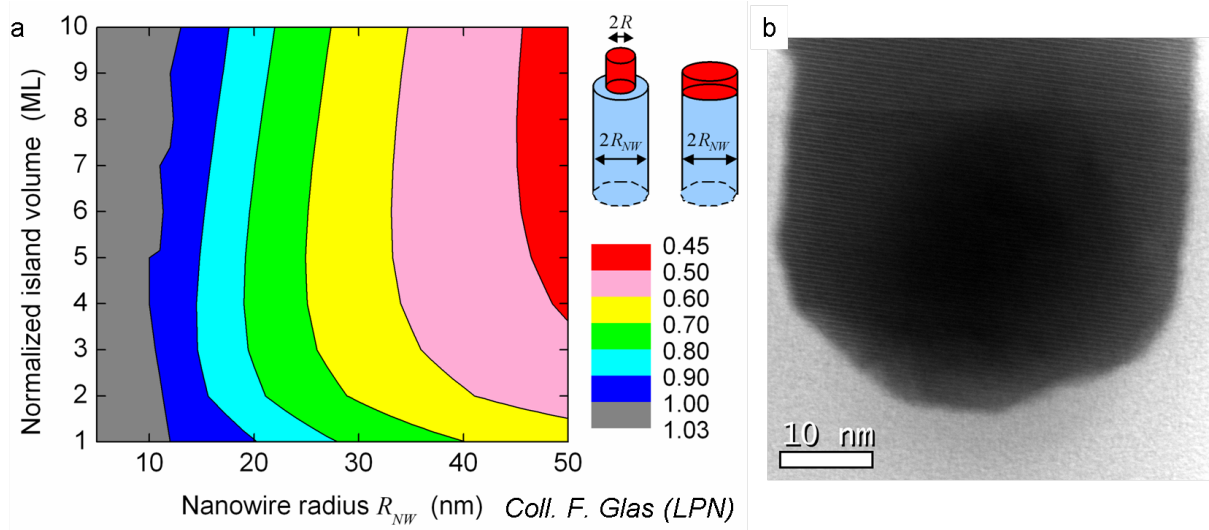 a
Normalized island volume (ML)
10
9
8
7
6
5
4
3
2
1
10 20 30 40 50
Nanowire radius R_NW (nm)
Coll. F. Glas (LPN)
2R
2R_NW 2R_NW
0.45
0.50
0.60
0.70
0.80
0.90
1.00
1.03
b
10 nm